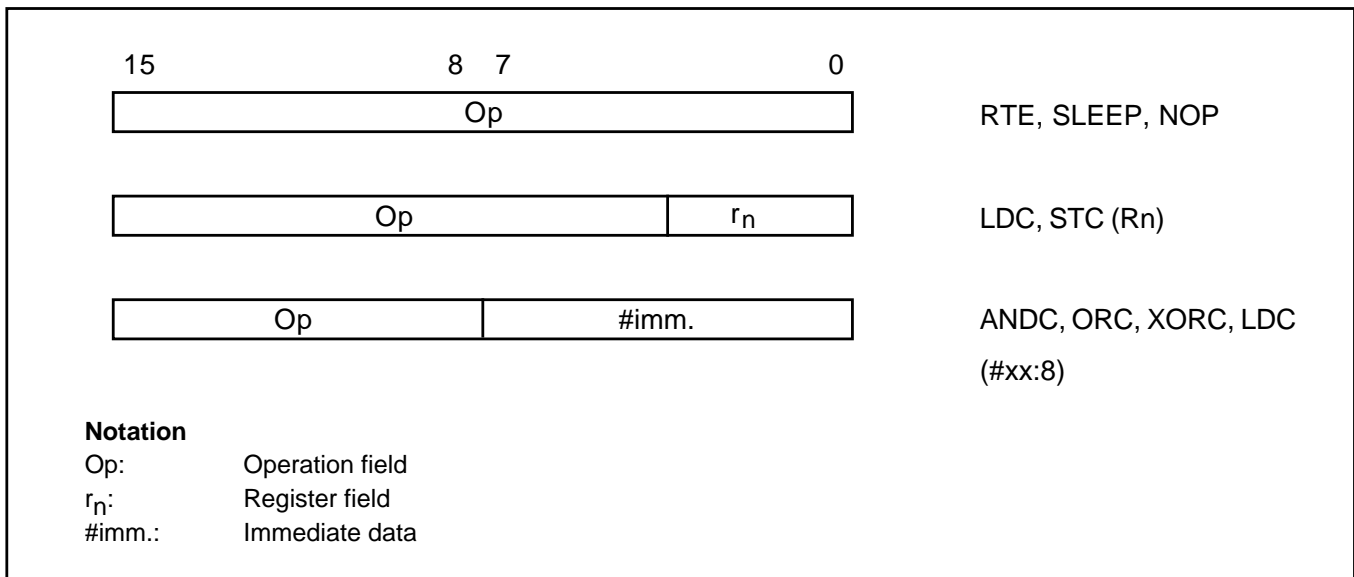 15 8 7 0
Op RTE, SLEEP, NOP
Op rn LDC, STC (Rn)
Op #imm. ANDC, ORC, XORC, LDC
(#xx:8)
Notation
Op: Operation field
rn: Register field
#imm.: Immediate data